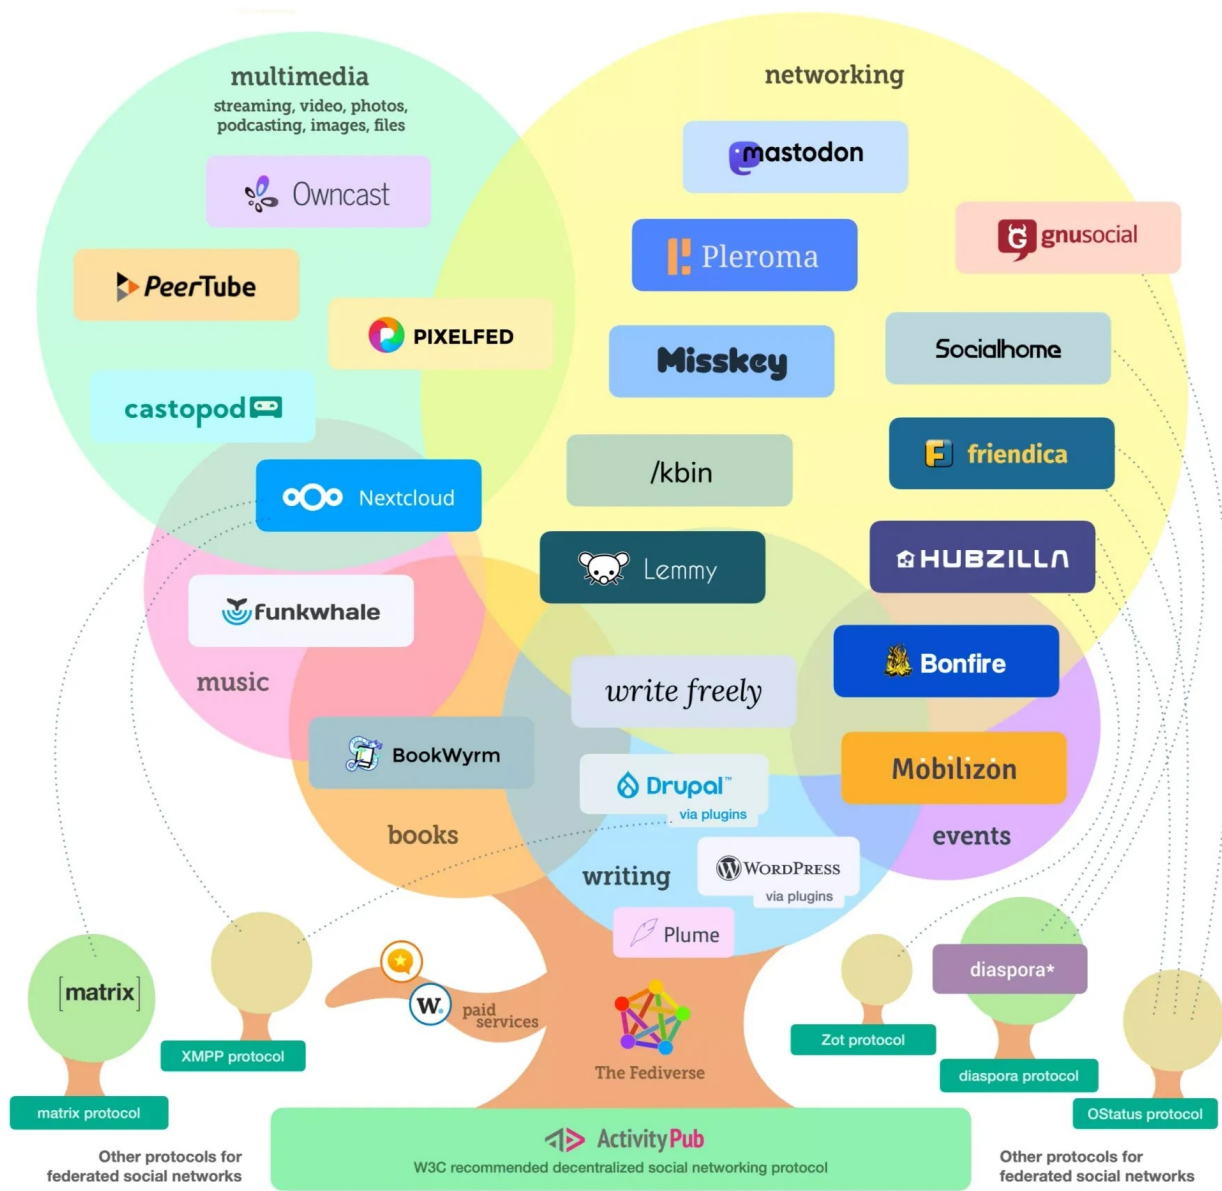 multimedia
streaming, video, photos,
podcasting, images, files
networking
Owncast
mastodon
PeerTube
Pleroma
gnusocial
PIXELFED
Misskey
Socialhome
castopod
/kbin
friendica
Nextcloud
Lemmy
HUBZILLA
funkwhale
music
write freely
Bonfire
BookWyrm
Drupal™
via plugins
Mobilizon
books
writing
WORDPRESS
via plugins
events
Plume
[matrix]
matrix protocol
XMPP protocol
W.
paid
services
The Fediverse
Zot protocol
diaspora*
diaspora protocol
OStatus protocol
Other protocols for
federated social networks
ActivityPub
W3C recommended decentralized social networking protocol
Other protocols for
federated social networks